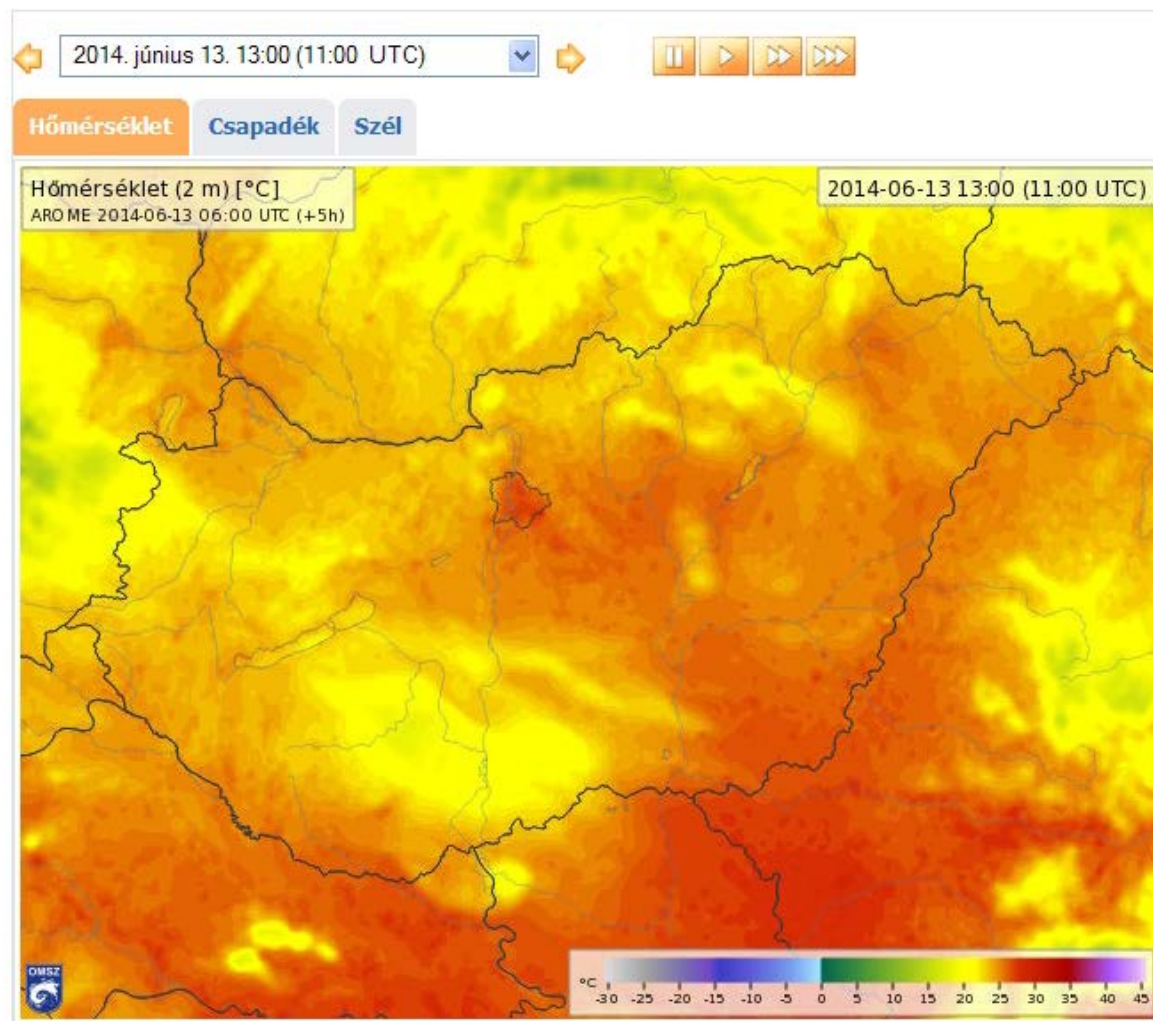 2014. június 13. 13:00 (11:00 UTC)
Hőmérséklet Csapadék Szél
Hőmérséklet (2 m) [°C]
AROME 2014-06-13 06:00 UTC (+5h)
2014-06-13 13:00 (11:00 UTC)
OMSZ
°C
-30 -25 -20 -15 -10 -5 0 5 10 15 20 25 30 35 40 45